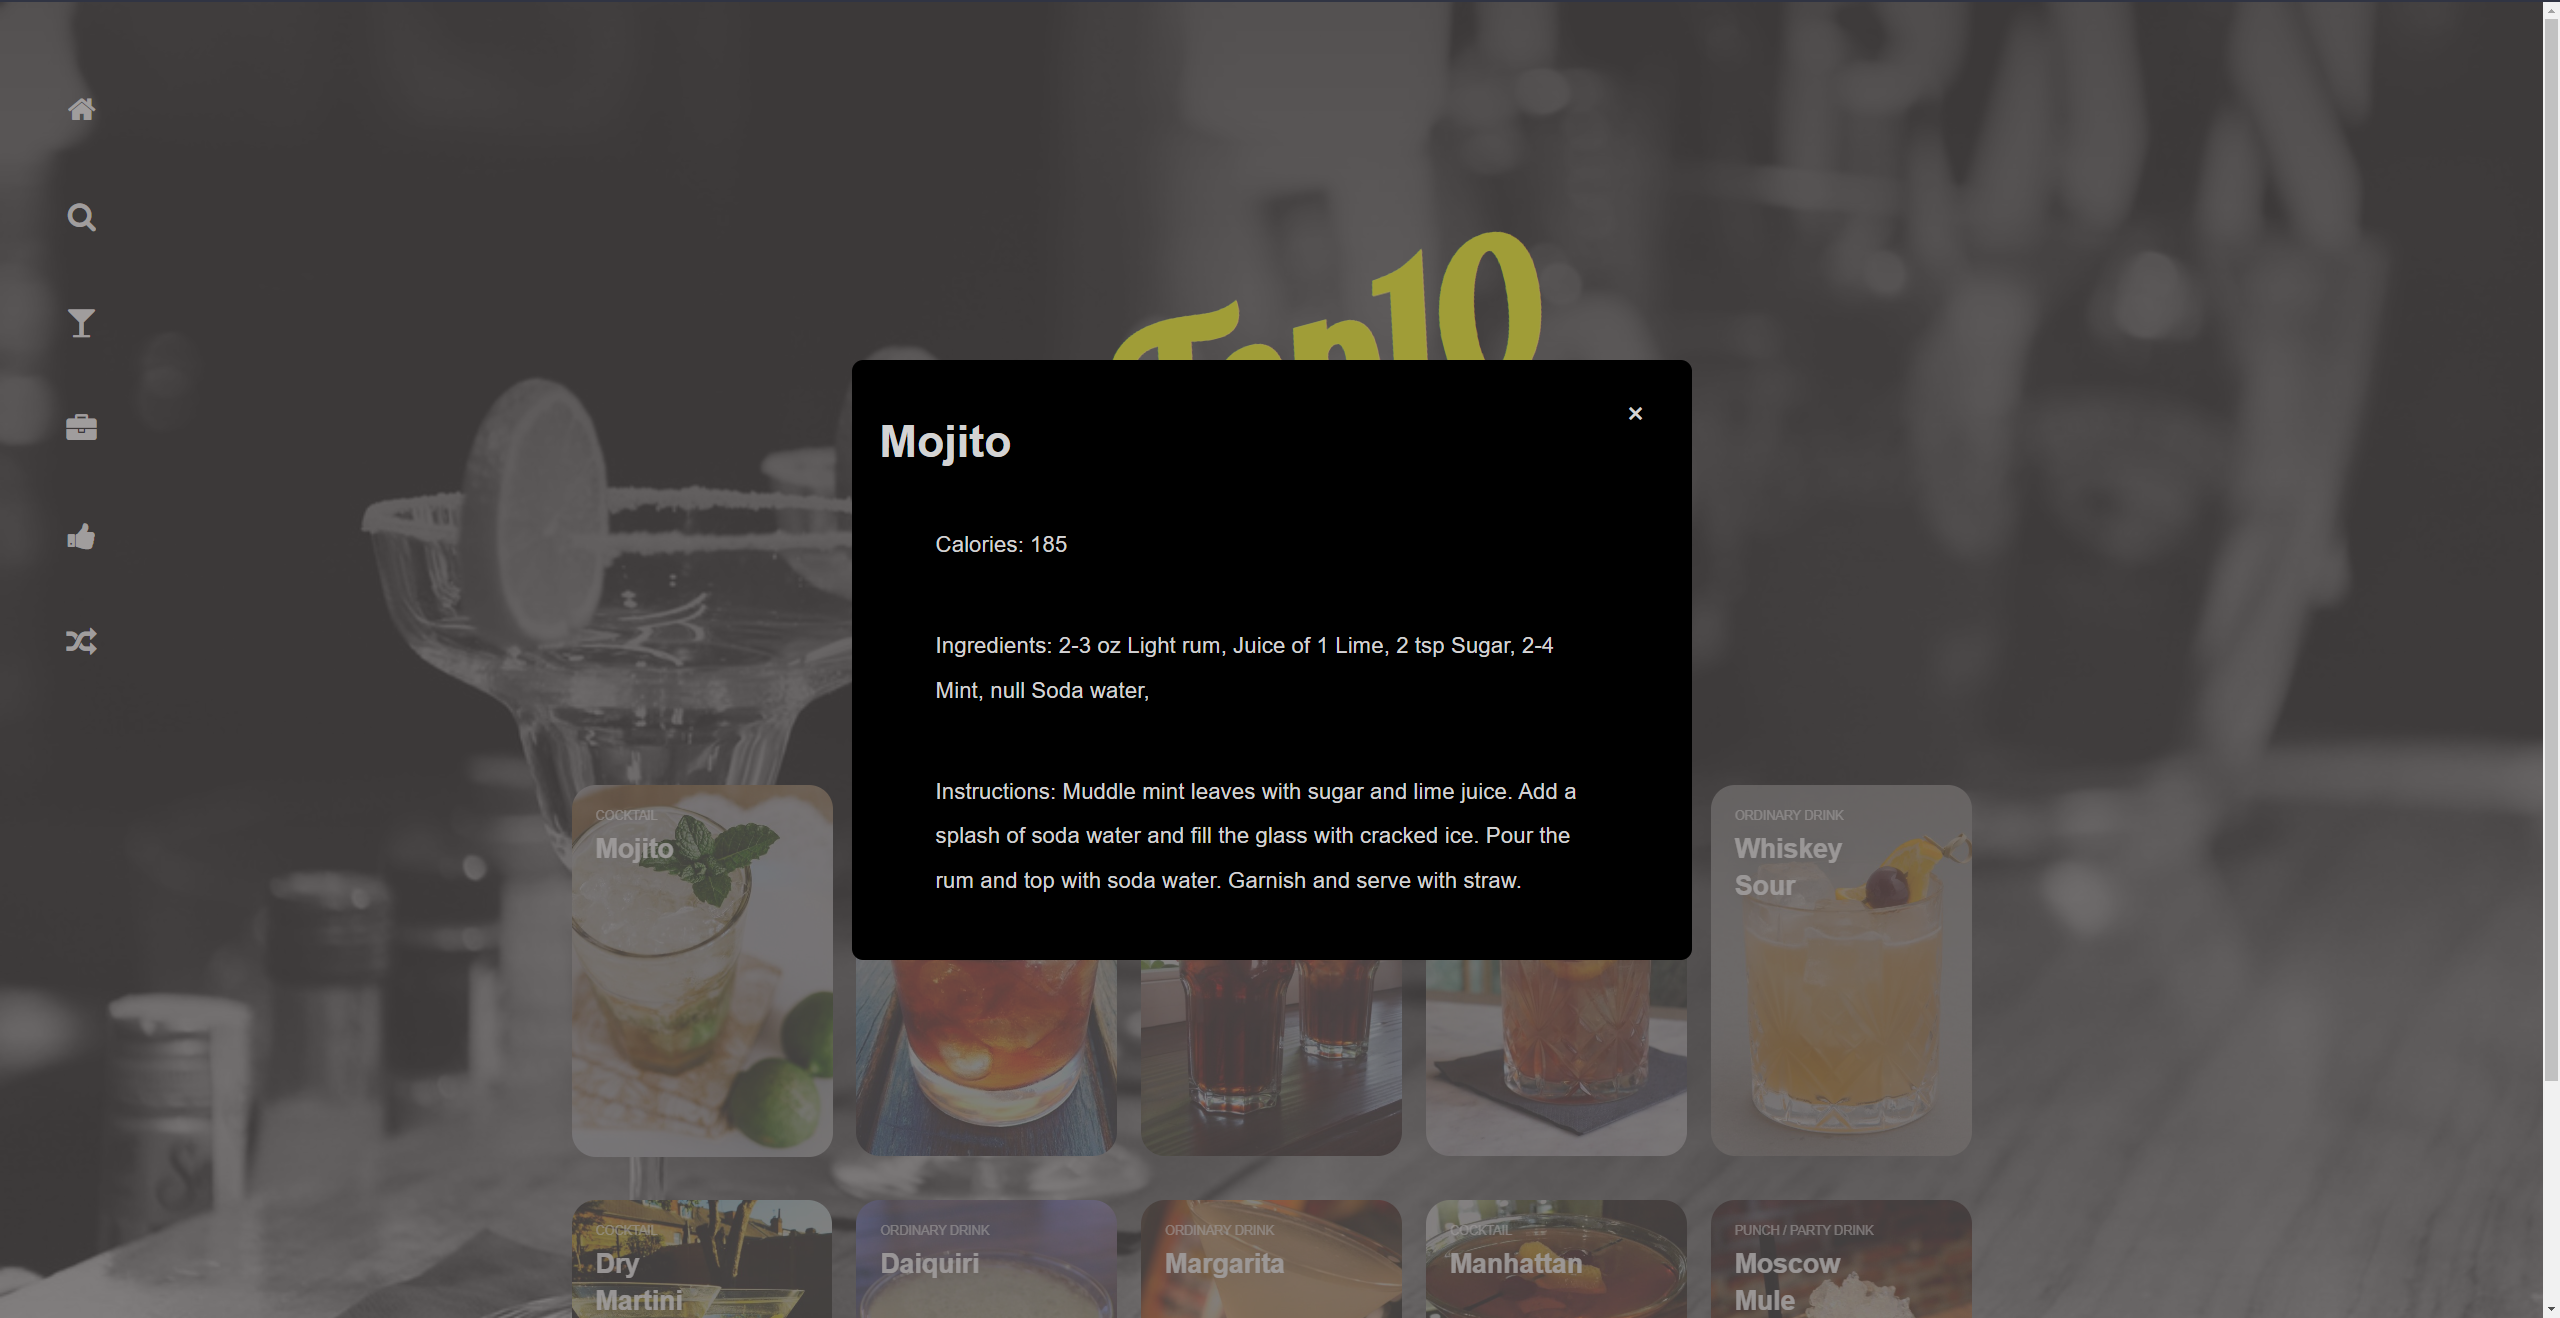 Top10
×
Mojito
Calories: 185
Ingredients: 2-3 oz Light rum, Juice of 1 Lime, 2 tsp Sugar, 2-4
Mint, null Soda water,
Instructions: Muddle mint leaves with sugar and lime juice. Add a
splash of soda water and fill the glass with cracked ice. Pour the
rum and top with soda water. Garnish and serve with straw.
COCKTAIL
Mojito
ORDINARY DRINK
Whiskey
Sour
COCKTAIL
Dry
Martini
ORDINARY DRINK
Daiquiri
ORDINARY DRINK
Margarita
COCKTAIL
Manhattan
PUNCH / PARTY DRINK
Moscow
Mule